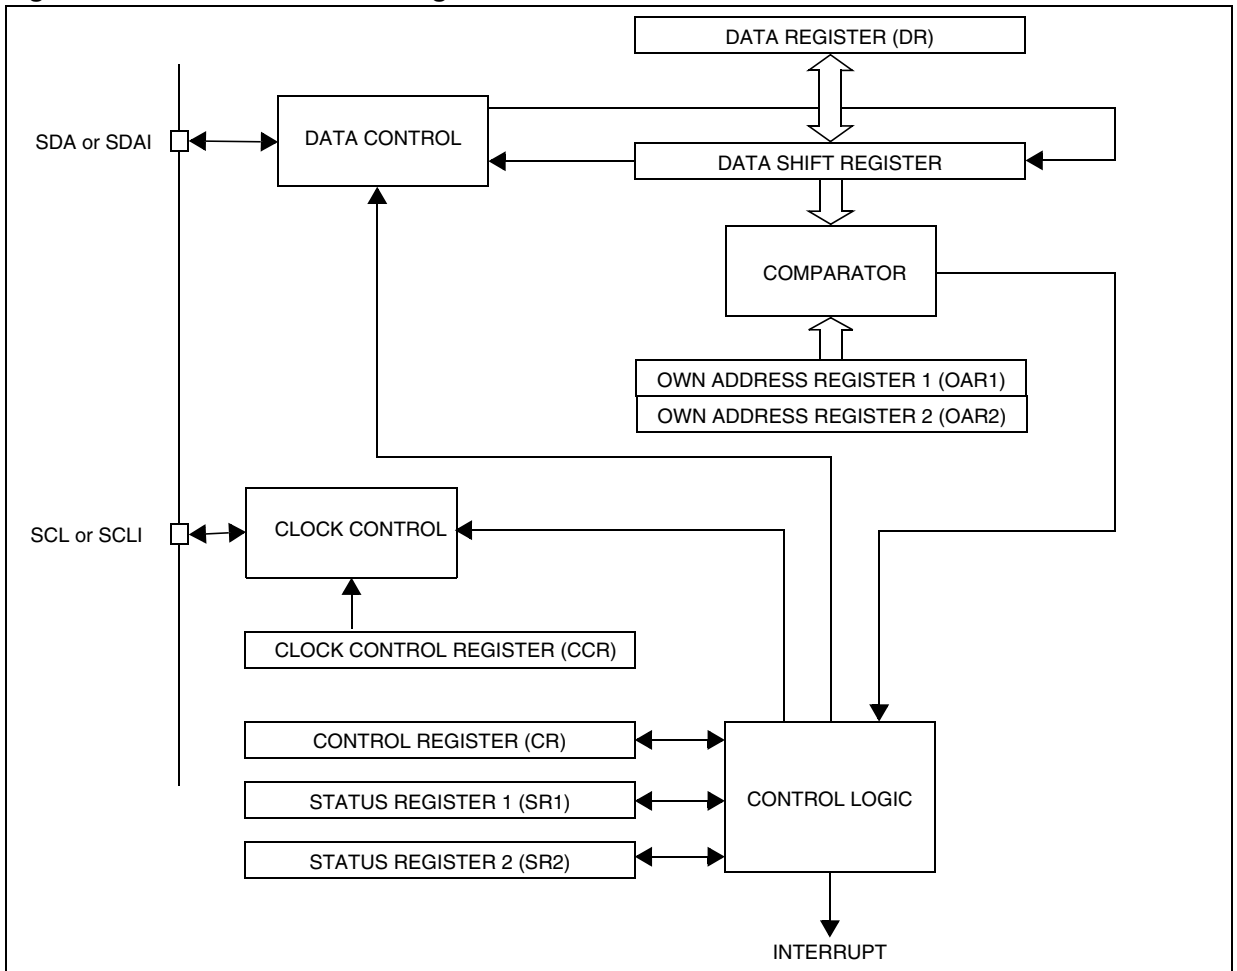 DATA REGISTER (DR)
SDA or SDAI
DATA CONTROL
DATA SHIFT REGISTER
COMPARATOR
OWN ADDRESS REGISTER 1 (OAR1)
OWN ADDRESS REGISTER 2 (OAR2)
SCL or SCLI
CLOCK CONTROL
CLOCK CONTROL REGISTER (CCR)
CONTROL REGISTER (CR)
STATUS REGISTER 1 (SR1)
CONTROL LOGIC
STATUS REGISTER 2 (SR2)
INTERRUPT